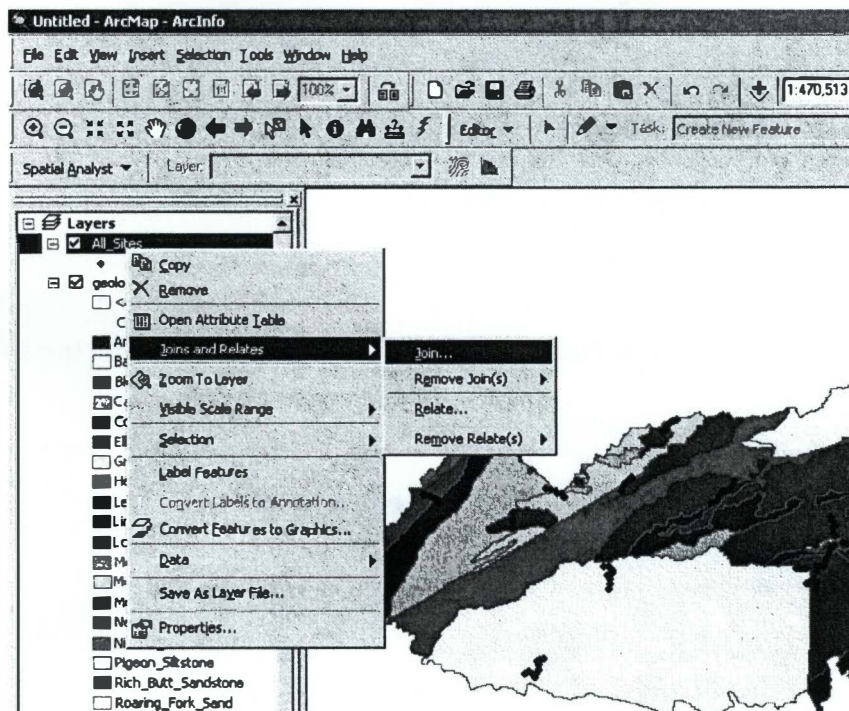 Untitled - ArcMap - ArcInfo
File Edit View Insert Selection Tools Window Help
100% 1:470,513
Editor Task: Create New Feature
Spatial Analyst Layer:
Layers
All_Sites
Copy
geolo
Remove
Open Attribute Table
Joins and Relates Join...
Zoom To Layer Remove Join(s)
Visible Scale Range Relate...
Selection Remove Relate(s)
Label Features
Convert Labels to Annotation...
Convert Features to Graphics...
Data
Save As Layer File...
Properties...
Pigeon_Siltstone
Rich_Butt_Sandstone
Roaring_Fork_Sand